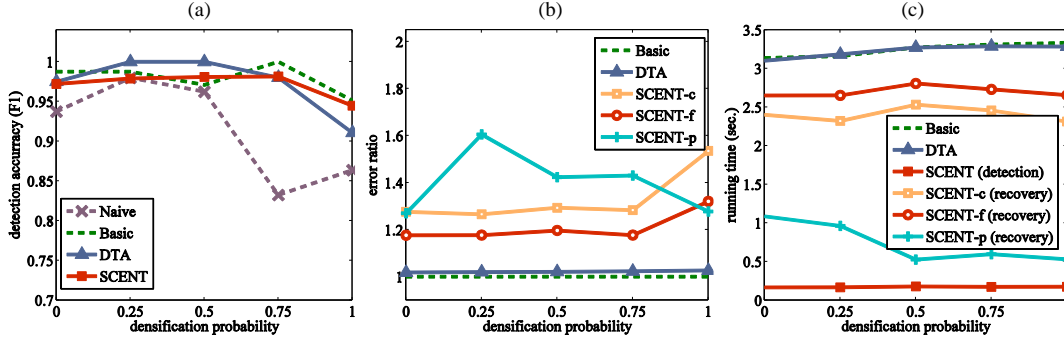 (a)
detection accurracy (F1)
1
0.95
0.9
0.85
0.8
0.75
0.7
Naive
Basic
DTA
SCENT
0 0.25 0.5 0.75 1
densification probability
(b)
error ratio
2
1.8
1.6
1.4
1.2
1
Basic
DTA
SCENT-c
SCENT-f
SCENT-p
0 0.25 0.5 0.75 1
densification probability
(c)
running time (sec.)
3.5
3
2.5
2
1.5
1
0.5
0
Basic
DTA
SCENT (detection)
SCENT-c (recovery)
SCENT-f (recovery)
SCENT-p (recovery)
0 0.25 0.5 0.75 1
densification probability